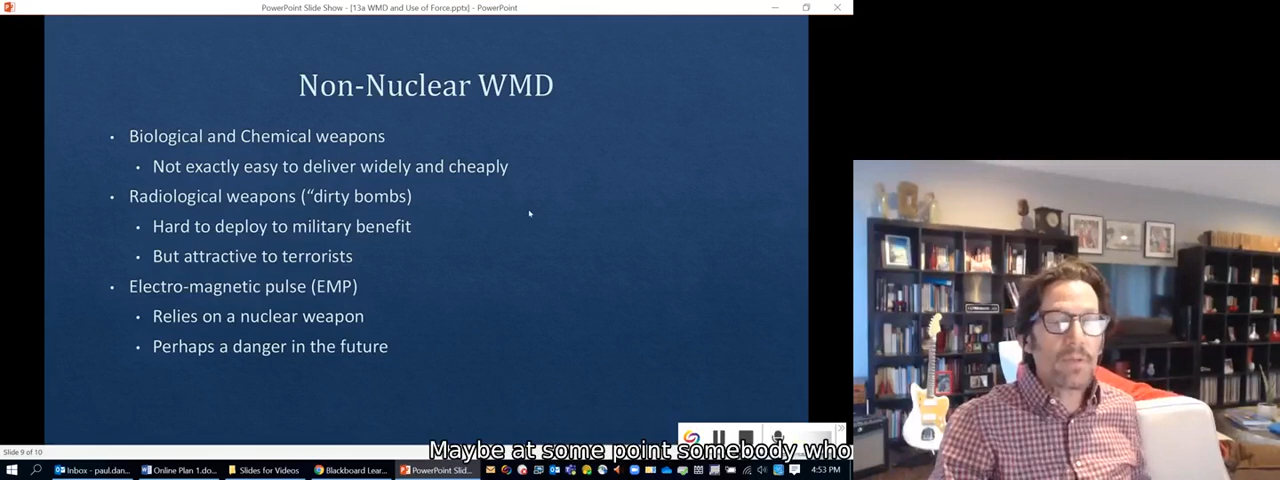 PowerPoint Slide Show - [13a WMD and Use of Force.pptx] - PowerPoint
Non-Nuclear WMD
• Biological and Chemical weapons
• Not exactly easy to deliver widely and cheaply
• Radiological weapons (“dirty bombs)
• Hard to deploy to military benefit
• But attractive to terrorists
• Electro-magnetic pulse (EMP)
• Relies on a nuclear weapon
• Perhaps a danger in the future
Maybe at some point somebody who
Slide 9 of 10
Inbox - paul.dan...
Online Plan 1.do...
Slides for Videos
Blackboard Lear...
PowerPoint Slid...
4:53 PM